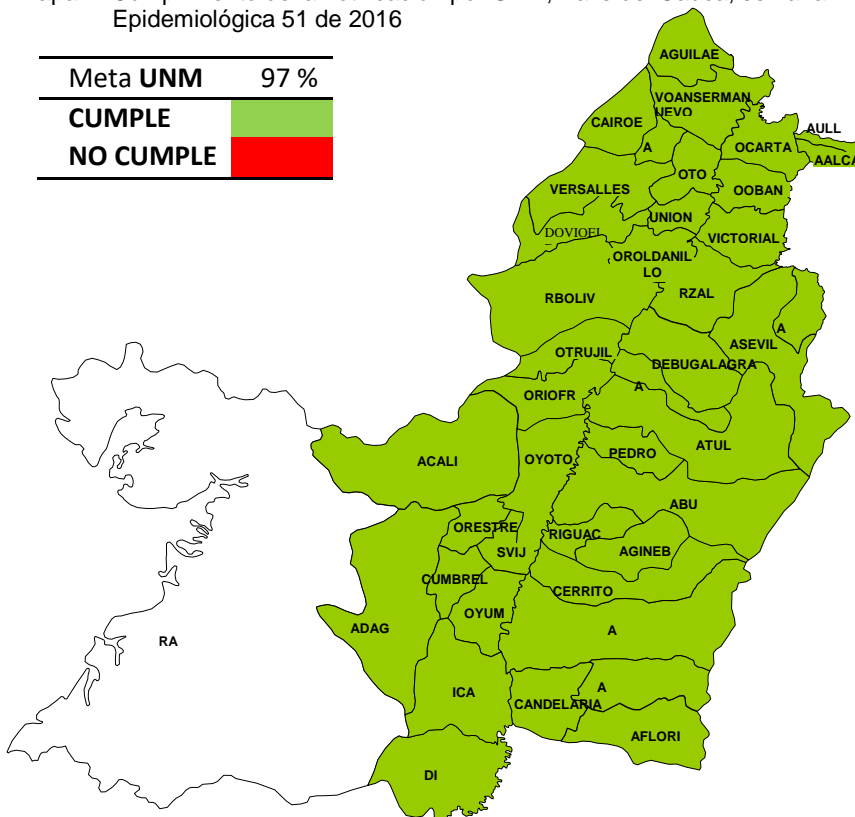 Epidemiológica 51 de 2016
Meta UNM 97 %
CUMPLE
NO CUMPLE
AGUILAE
VOANSERMAN
UEVO
CAIROE
A
AULL
OCARTA
AALCA
OTO
OOBAN
VERSALLES
UNION
DOVIOEL
VICTORIAL
OROLDANIL
LO
RBOLIV
RZAL
A
ASEVIL
OTRUJIL
DEBUGALAGRA
A
ORIOFR
ATUL
PEDRO
OYOTO
ACALI
ABU
ORESTRE
RIGUAC
SVIJ
AGINEB
CUMBREL
CERRITO
OYUM
ADAG
A
RA
ICA
A
CANDELARIA
AFLORI
DI